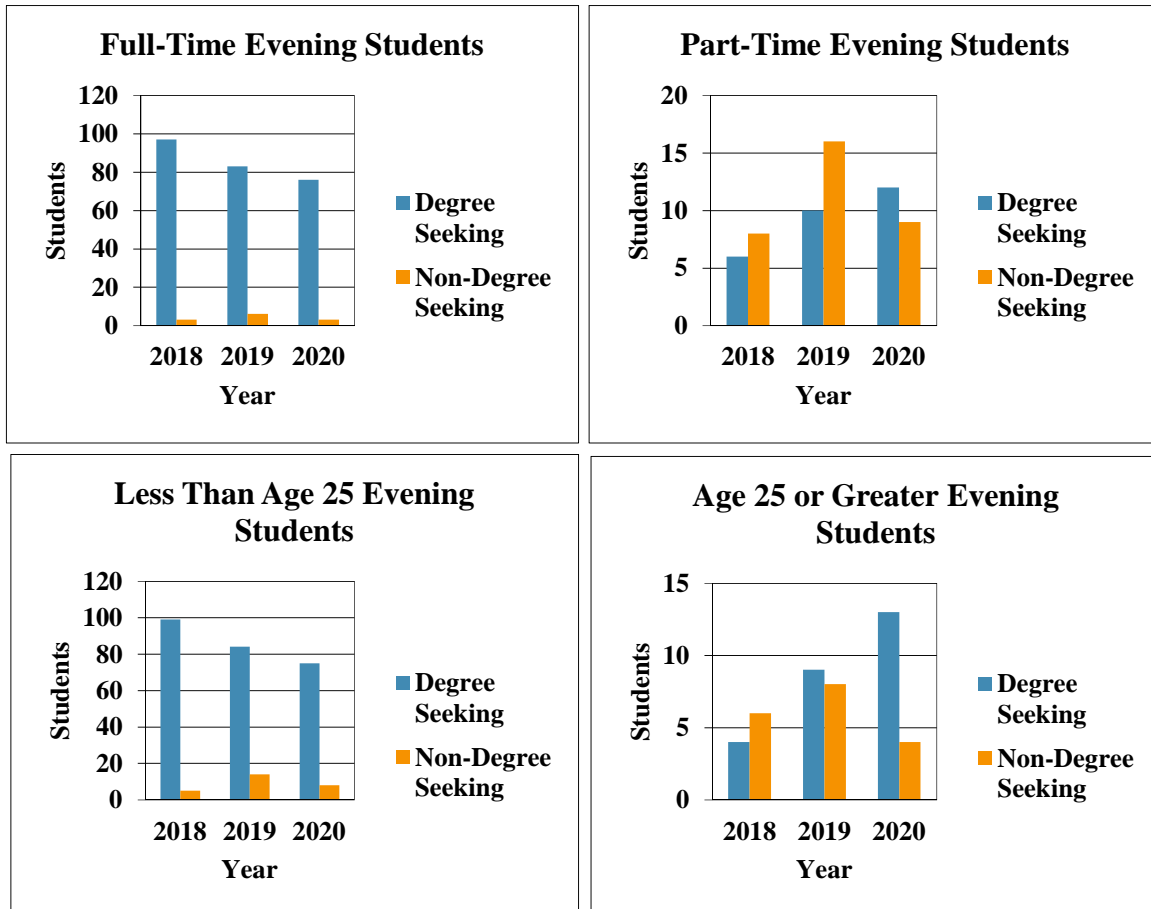 Full-Time Evening Students
120
100
80
60
40
20
0
Students
2018 2019 2020
Year
Degree
Seeking
Non-Degree
Seeking
Part-Time Evening Students
20
15
10
5
0
Students
2018 2019 2020
Year
Degree
Seeking
Non-Degree
Seeking
Less Than Age 25 Evening
Students
120
100
80
60
40
20
0
Students
2018 2019 2020
Year
Degree
Seeking
Non-Degree
Seeking
Age 25 or Greater Evening
Students
15
10
5
0
Students
2018 2019 2020
Year
Degree
Seeking
Non-Degree
Seeking